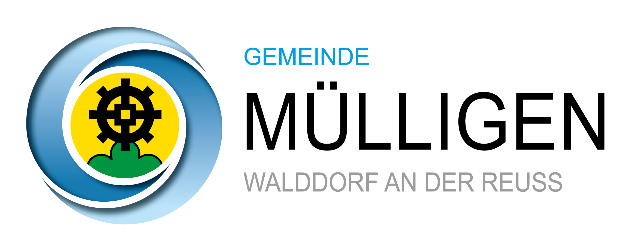 GEMEINDE
MÜLLIGEN
WALDDORF AN DER REUSS